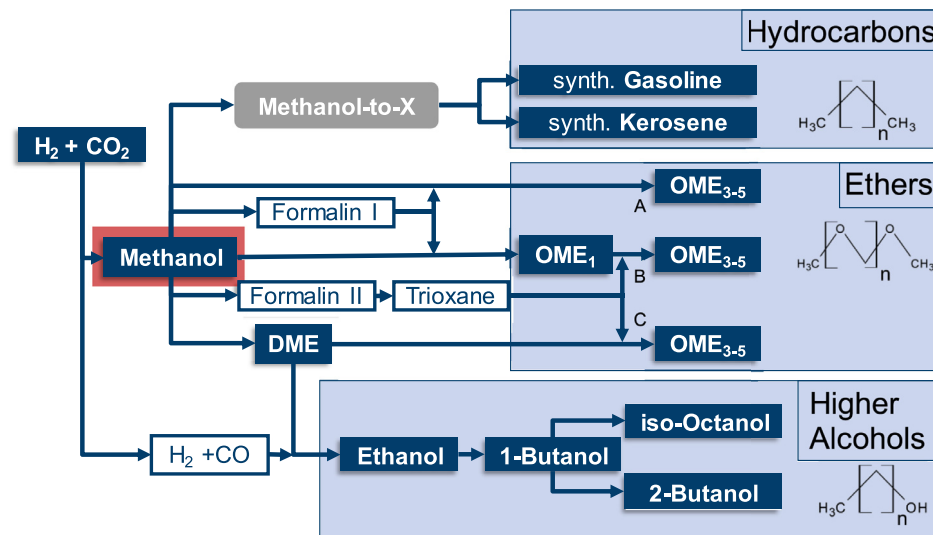 Hydrocarbons
synth. Gasoline
Methanol-to-X
synth. Kerosene
H₃C
CH₃
n
H₂ + CO₂
Ethers
OME₃₋₅
A
Formalin I
O
O
Methanol
OME₁
OME₃₋₅
H₃C
CH₃
n
B
Formalin II
Trioxane
C
DME
OME₃₋₅
Higher
Alcohols
iso-Octanol
H₂ +CO
Ethanol
1-Butanol
2-Butanol
H₃C
OH
n